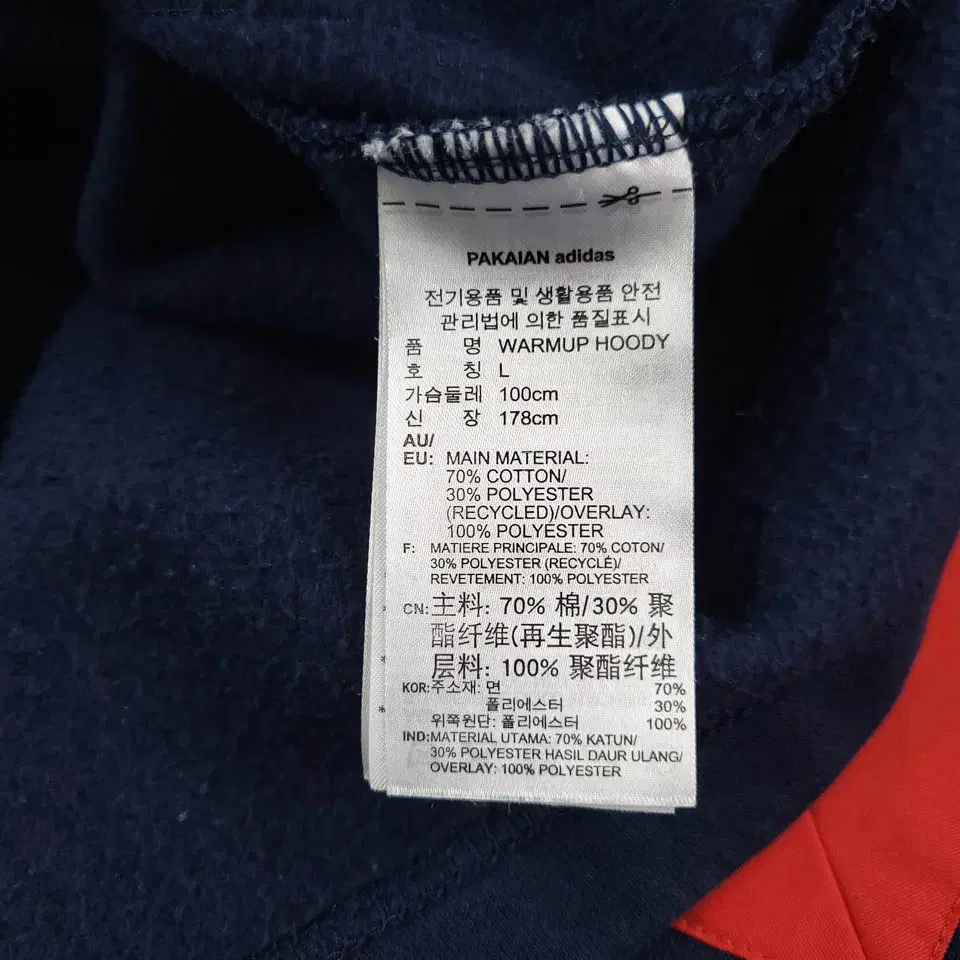 PAKAIAN adidas
전기용품 및 생활용품 안전
관리법에 의한 품질표시
품 명 WARMUP HOODY
호 칭 L
가슴둘레 100cm
신 장 178cm
AU/
EU: MAIN MATERIAL:
70% COTTON/
30% POLYESTER
(RECYCLED)/OVERLAY:
100% POLYESTER
F: MATIERE PRINCIPALE: 70% COTON/
30% POLYESTER (RECYCLÉ)/
REVETEMENT: 100% POLYESTER
CN: 主料: 70% 棉/30% 聚
酯纤维(再生聚酯)/外
层料: 100% 聚酯纤维
KOR: 주소재: 면 70%
폴리에스터 30%
위쪽원단: 폴리에스터 100%
IND: MATERIAL UTAMA: 70% KATUN/
30% POLYESTER HASIL DAUR ULANG/
OVERLAY: 100% POLYESTER